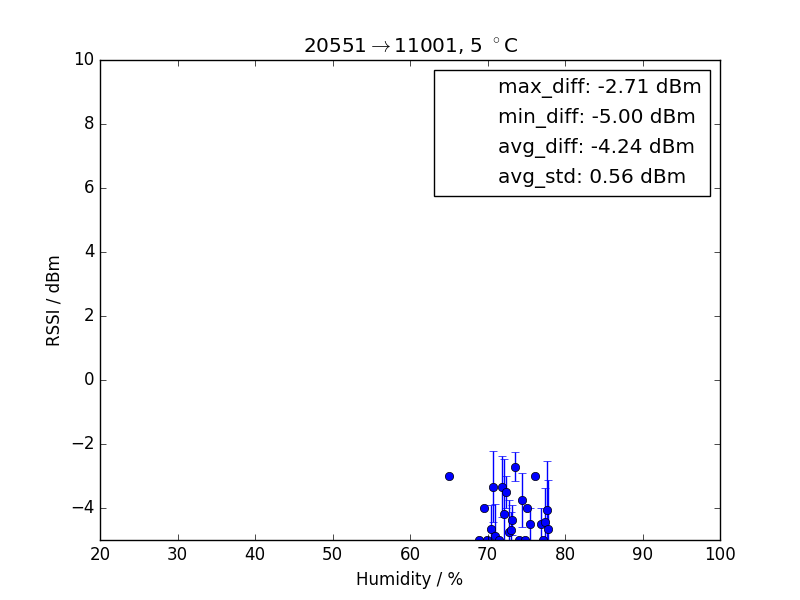 20551→11001, 5 °C
max_diff: -2.71 dBm
min_diff: -5.00 dBm
avg_diff: -4.24 dBm
avg_std: 0.56 dBm
10
8
6
4
2
0
−2
−4
RSSI / dBm
20 30 40 50 60 70 80 90 100
Humidity / %